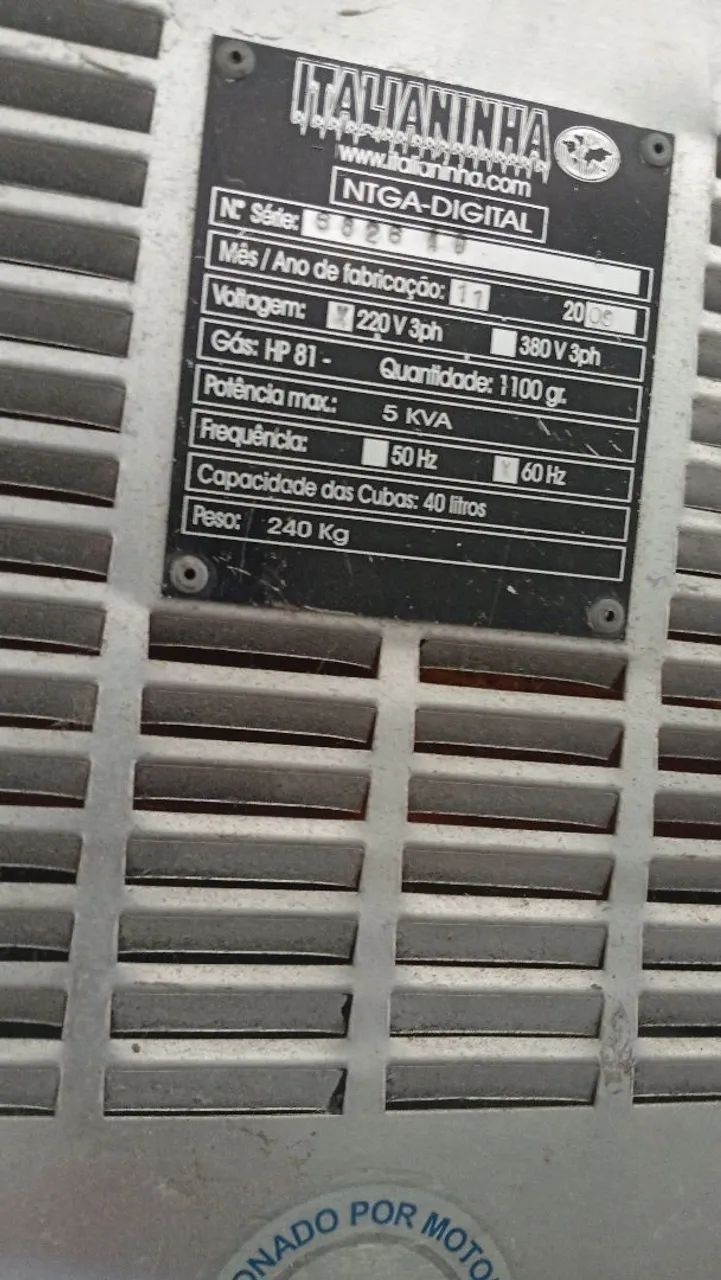 ITALIANINHA
www.italianinha.com
NTGA-DIGITAL
N° Série:
Mês / Ano de fabricação: 11 20
Voltagem: X 220 V 3ph 380 V 3ph
Gás: HP 81 - Quantidade: 1100 gr.
Potência max.: 5 KVA
Frequência: 50 Hz X 60 Hz
Capacidade das Cubas: 40 litros
Peso: 240 Kg
ONADO POR MOTO